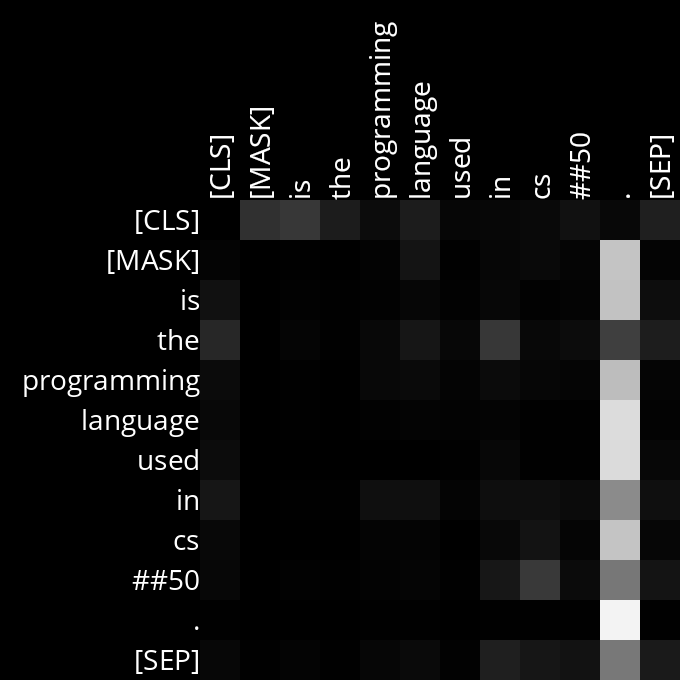 [CLS] [MASK] is the programming language used in cs ##50 . [SEP]
[CLS]
[MASK]
is
the
programming
language
used
in
cs
##50
.
[SEP]